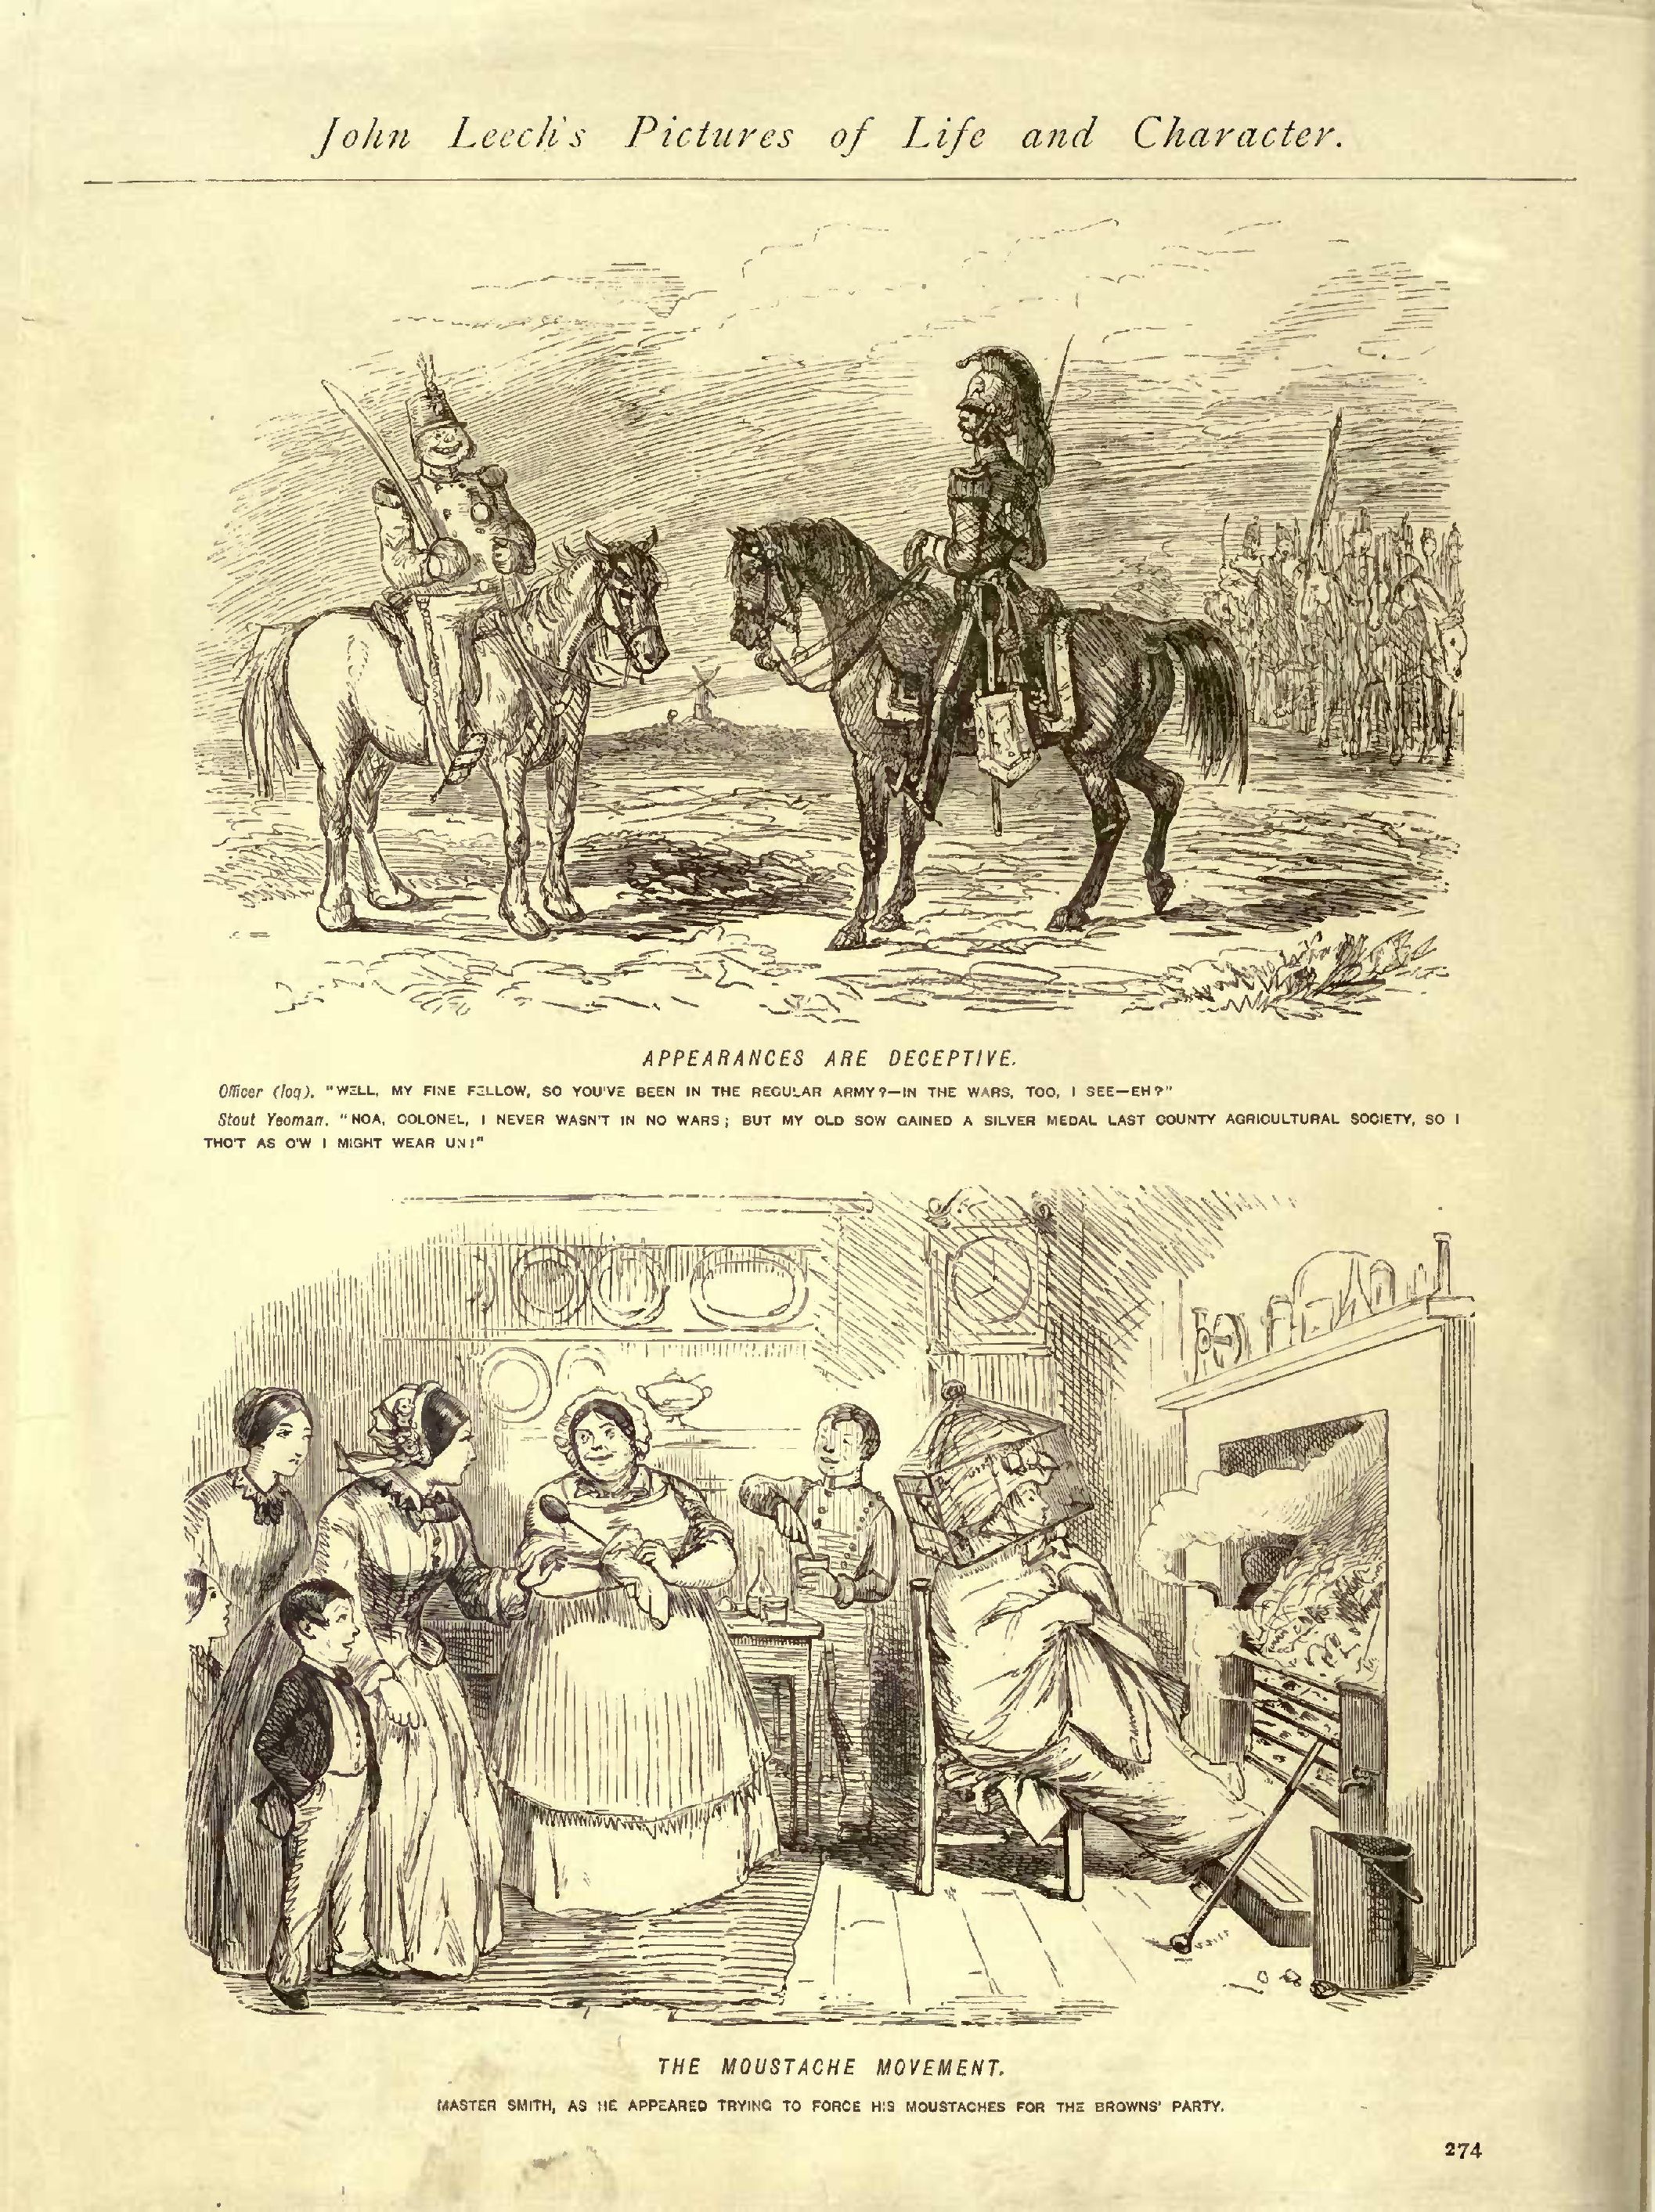 John Leech's Pictures of Life and Character.
APPEARANCES ARE DECEPTIVE.
Officer (loq). "WELL, MY FINE FELLOW, SO YOU'VE BEEN IN THE REGULAR ARMY?—IN THE WARS, TOO, I SEE—EH?"
Stout Yeoman. "NOA, COLONEL, I NEVER WASN'T IN NO WARS; BUT MY OLD SOW GAINED A SILVER MEDAL LAST COUNTY AGRICULTURAL SOCIETY, SO I
THO'T AS O'W I MIGHT WEAR UN!"
THE MOUSTACHE MOVEMENT.
MASTER SMITH, AS HE APPEARED TRYING TO FORCE HIS MOUSTACHES FOR THE BROWNS' PARTY.
274